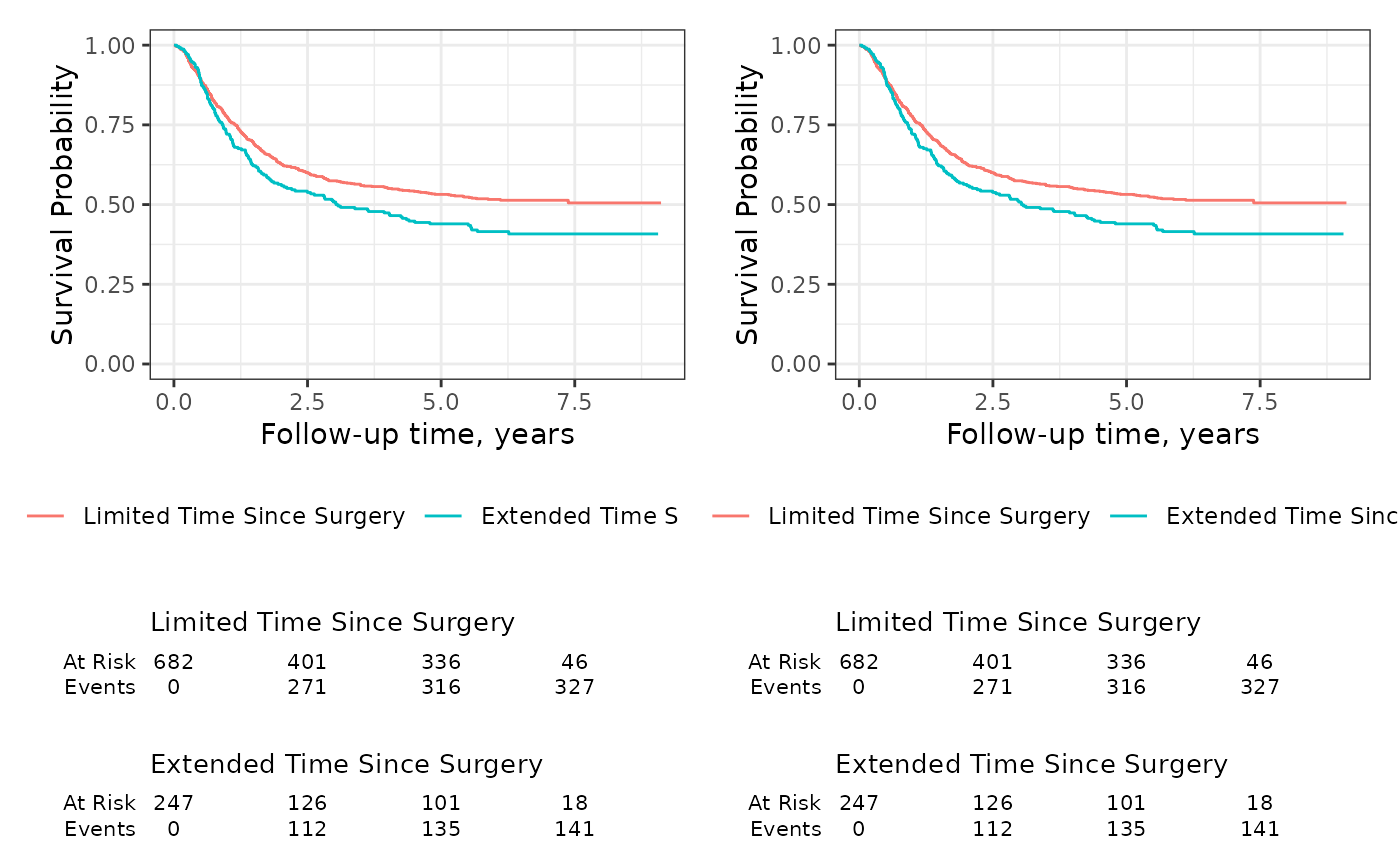 Survival Probability
1.00
0.75
0.50
0.25
0.00
0.0 2.5 5.0 7.5
Follow-up time, years
Limited Time Since Surgery Extended Time S
Limited Time Since Surgery
At Risk 682 401 336 46
Events 0 271 316 327
Extended Time Since Surgery
At Risk 247 126 101 18
Events 0 112 135 141
Survival Probability
1.00
0.75
0.50
0.25
0.00
0.0 2.5 5.0 7.5
Follow-up time, years
Limited Time Since Surgery Extended Time Sinc
Limited Time Since Surgery
At Risk 682 401 336 46
Events 0 271 316 327
Extended Time Since Surgery
At Risk 247 126 101 18
Events 0 112 135 141